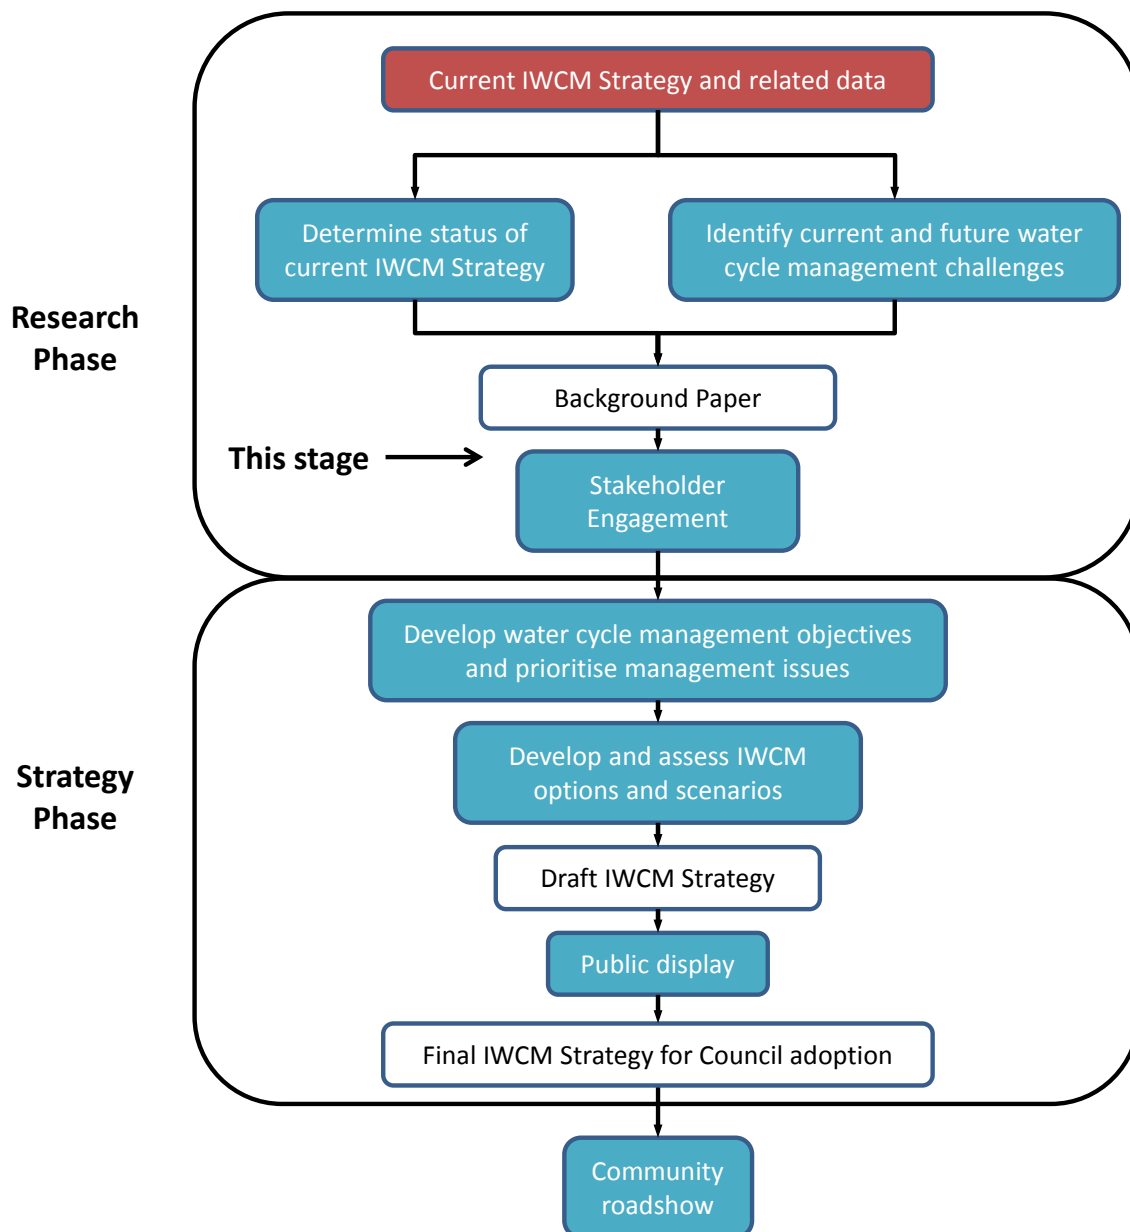 Current IWCM Strategy and related data
Determine status of
current IWCM Strategy
Identify current and future water
cycle management challenges
Research
Phase
Background Paper
This stage
Stakeholder
Engagement
Develop water cycle management objectives
and prioritise management issues
Develop and assess IWCM
options and scenarios
Strategy
Phase
Draft IWCM Strategy
Public display
Final IWCM Strategy for Council adoption
Community
roadshow